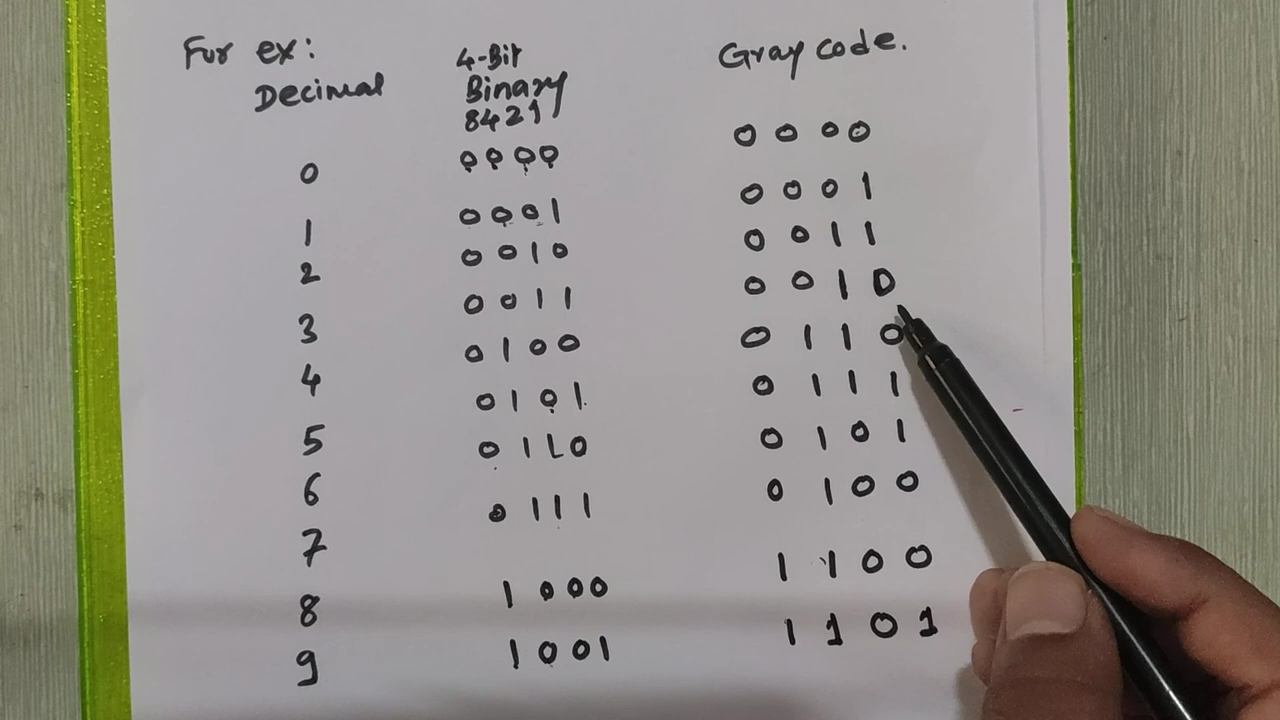 Fur ex:
Decimal 4-Bit Binary 8421 Gray code.
0 0000 0000
1 0001 0001
2 0010 0011
3 0011 0010
4 0100 0110
5 0101 0111
6 0110 0101
7 0111 0100
8 1000 1100
9 1001 1101